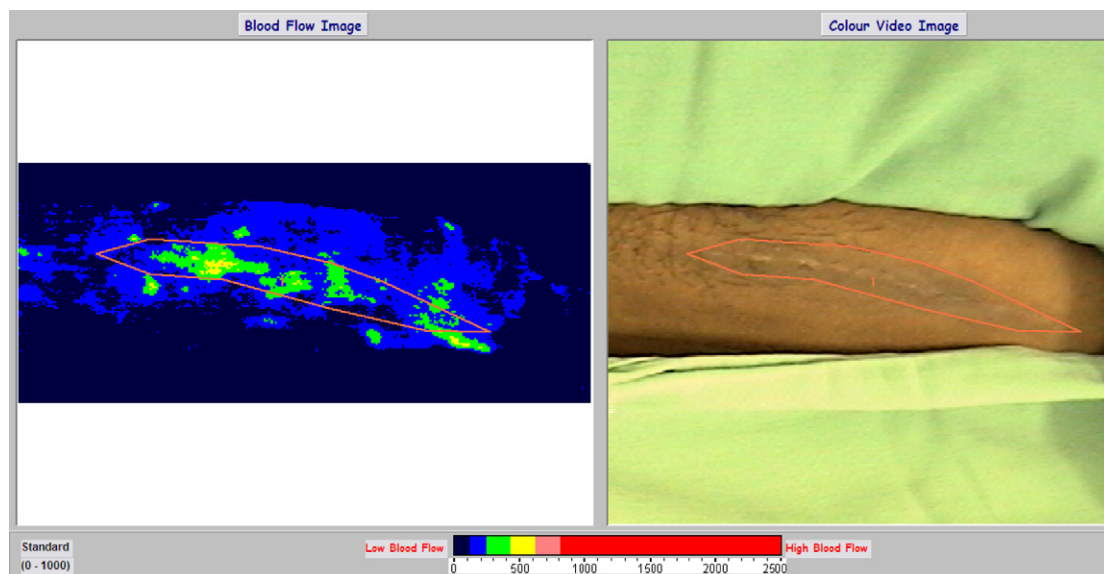 Blood Flow Image
Colour Video Image
Standard
(0 - 1000)
Low Blood Flow
High Blood Flow
0 500 1000 1500 2000 2500